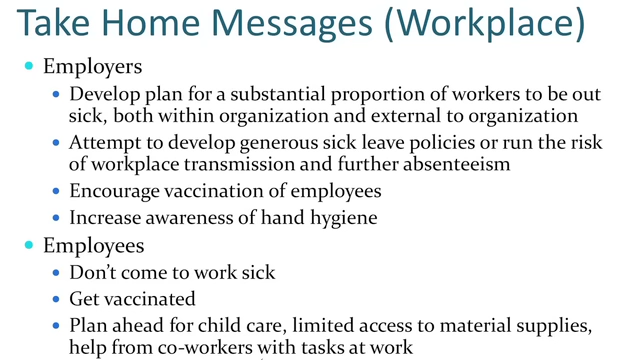 Take Home Messages (Workplace)
Employers
Develop plan for a substantial proportion of workers to be out
sick, both within organization and external to organization
Attempt to develop generous sick leave policies or run the risk
of workplace transmission and further absenteeism
Encourage vaccination of employees
Increase awareness of hand hygiene
Employees
Don’t come to work sick
Get vaccinated
Plan ahead for child care, limited access to material supplies,
help from co-workers with tasks at work